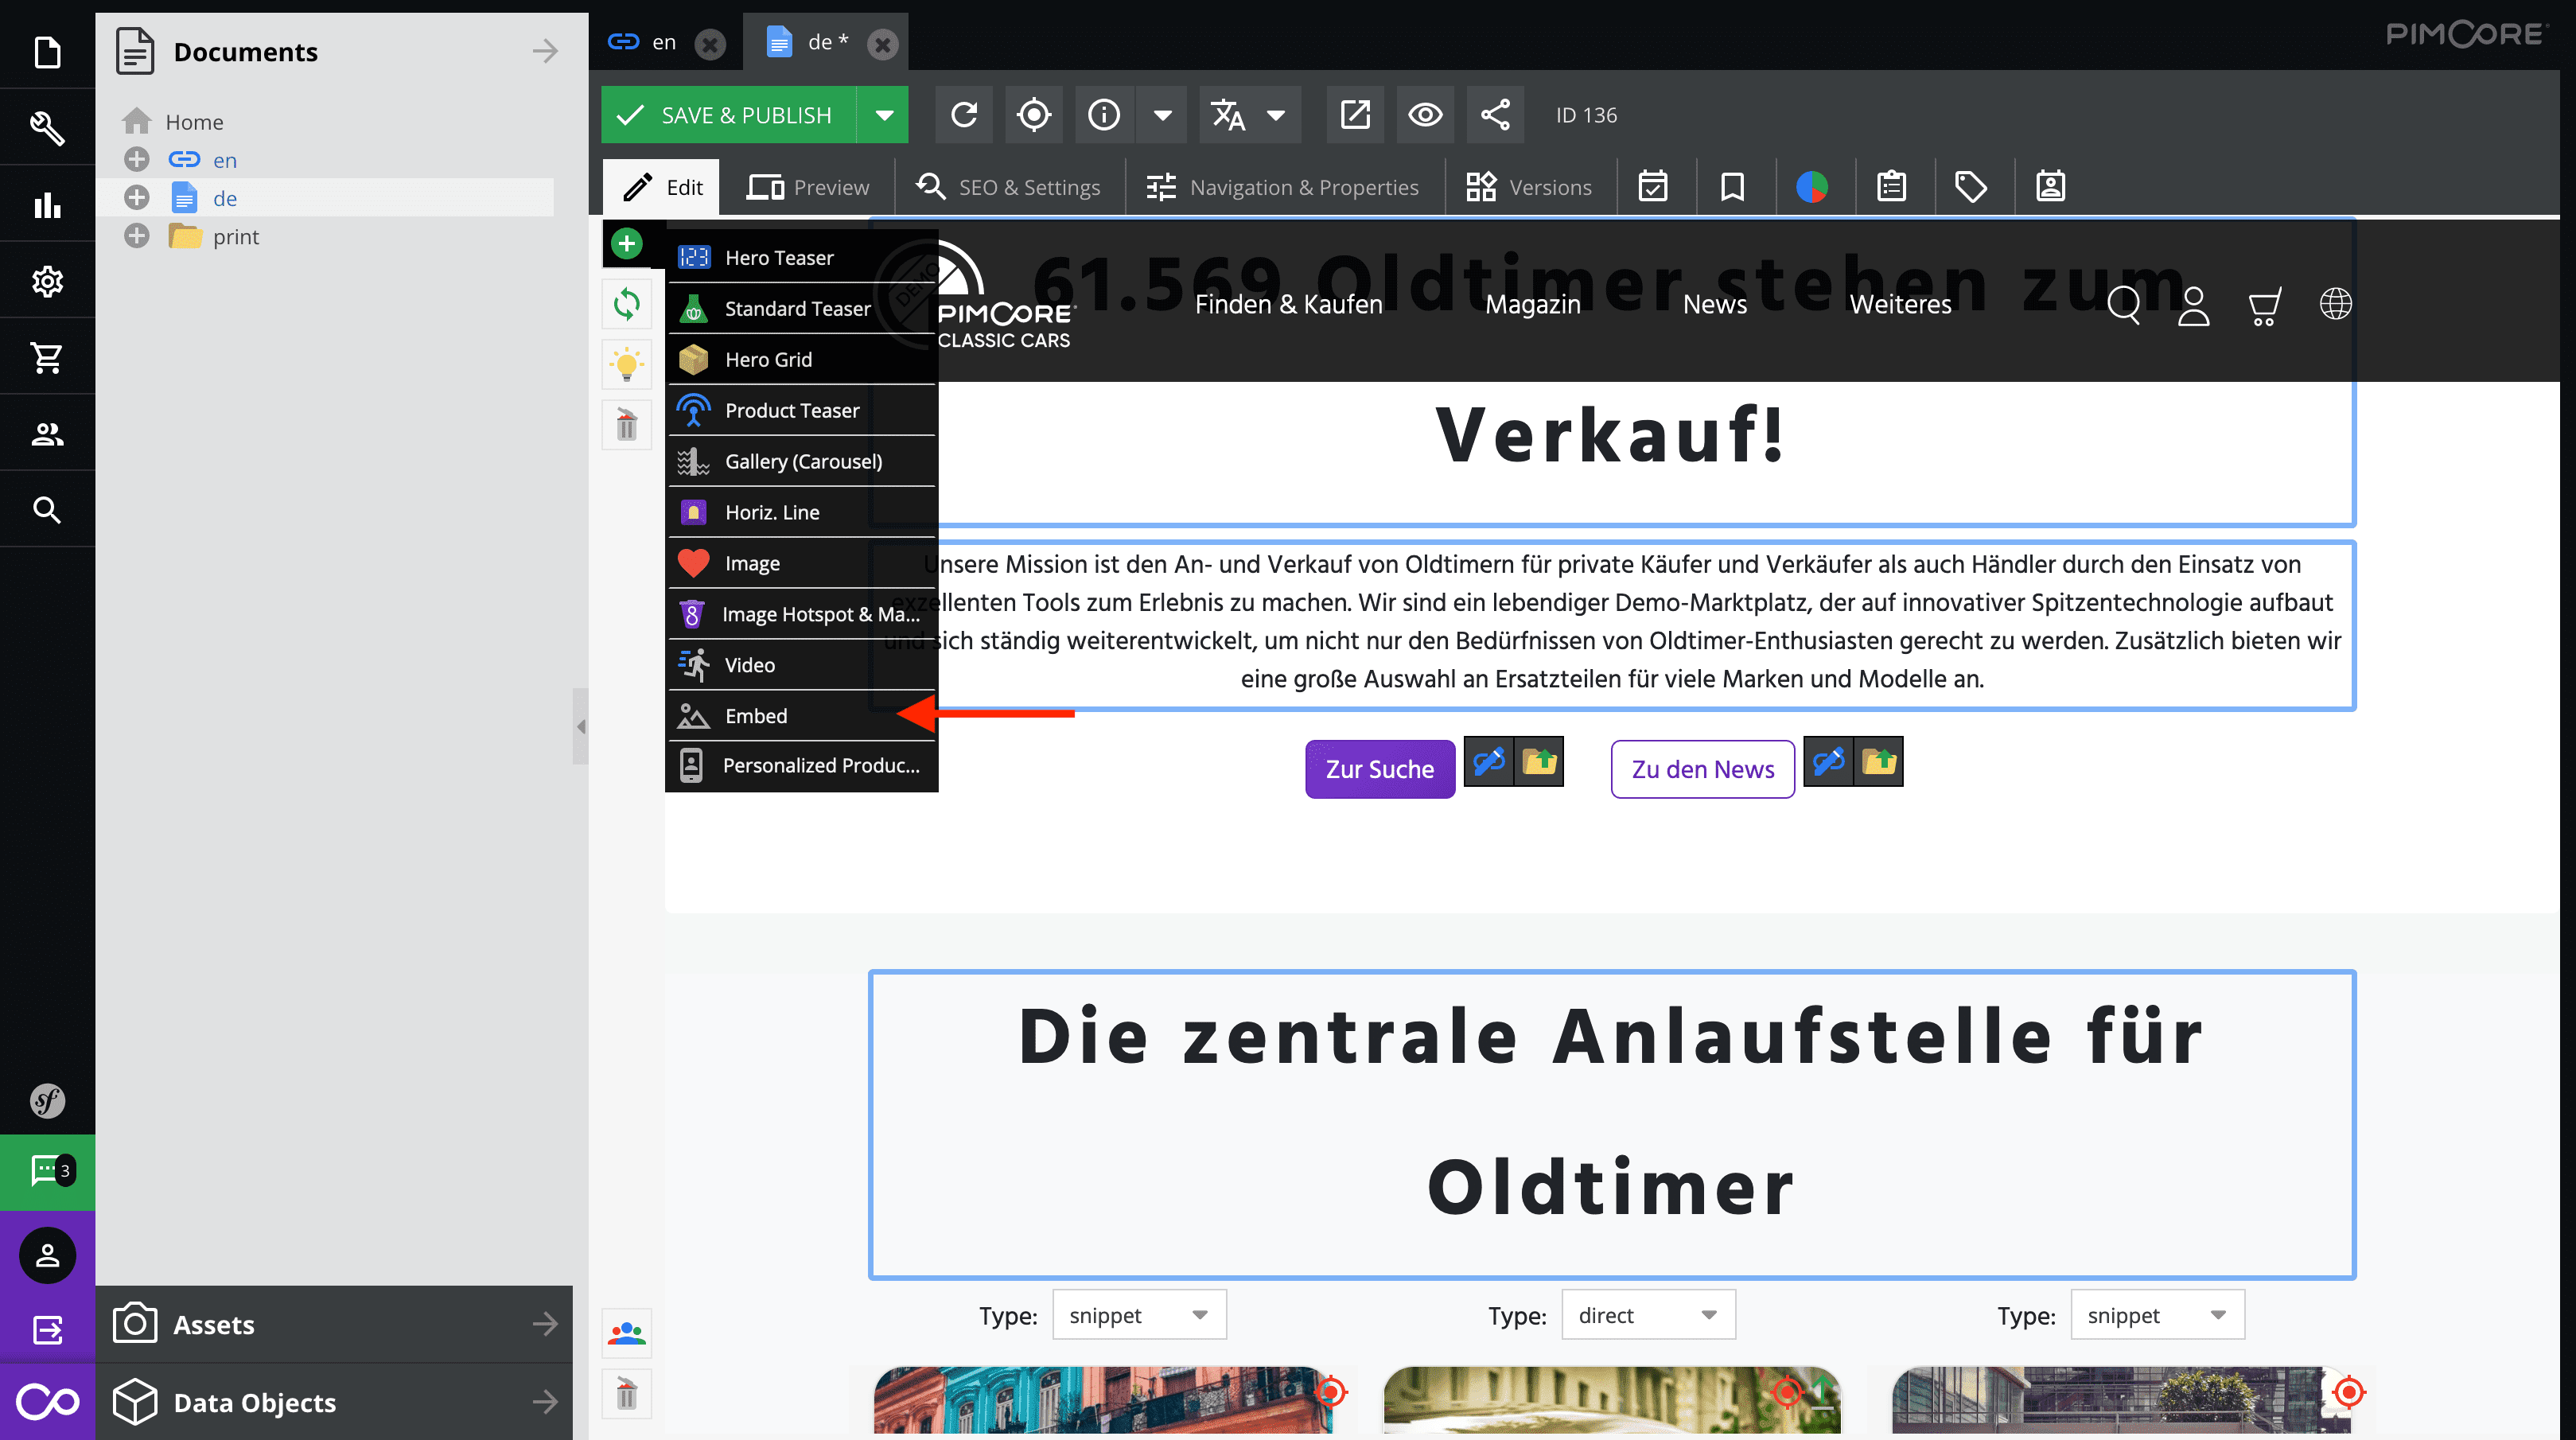 Documents
Home
en
de
print
Assets
Data Objects
3
sf
en
de *
PIMCORE
SAVE & PUBLISH
ID 136
Edit
Preview
SEO & Settings
Navigation & Properties
Versions
123
Hero Teaser
Standard Teaser
Hero Grid
Product Teaser
Gallery (Carousel)
Horiz. Line
Image
Image Hotspot & Ma...
Video
Embed
Personalized Produc...
DEMO
PIMCORE
CLASSIC CARS
Finden & Kaufen
Magazin
News
Weiteres
61.569 Oldtimer stehen zum
Verkauf!
Unsere Mission ist den An- und Verkauf von Oldtimern für private Käufer und Verkäufer als auch Händler durch den Einsatz von
exzellenten Tools zum Erlebnis zu machen. Wir sind ein lebendiger Demo-Marktplatz, der auf innovativer Spitzentechnologie aufbaut
und sich ständig weiterentwickelt, um nicht nur den Bedürfnissen von Oldtimer-Enthusiasten gerecht zu werden. Zusätzlich bieten wir
eine große Auswahl an Ersatzteilen für viele Marken und Modelle an.
Zur Suche
Zu den News
Die zentrale Anlaufstelle für
Oldtimer
Type: snippet
Type: direct
Type: snippet